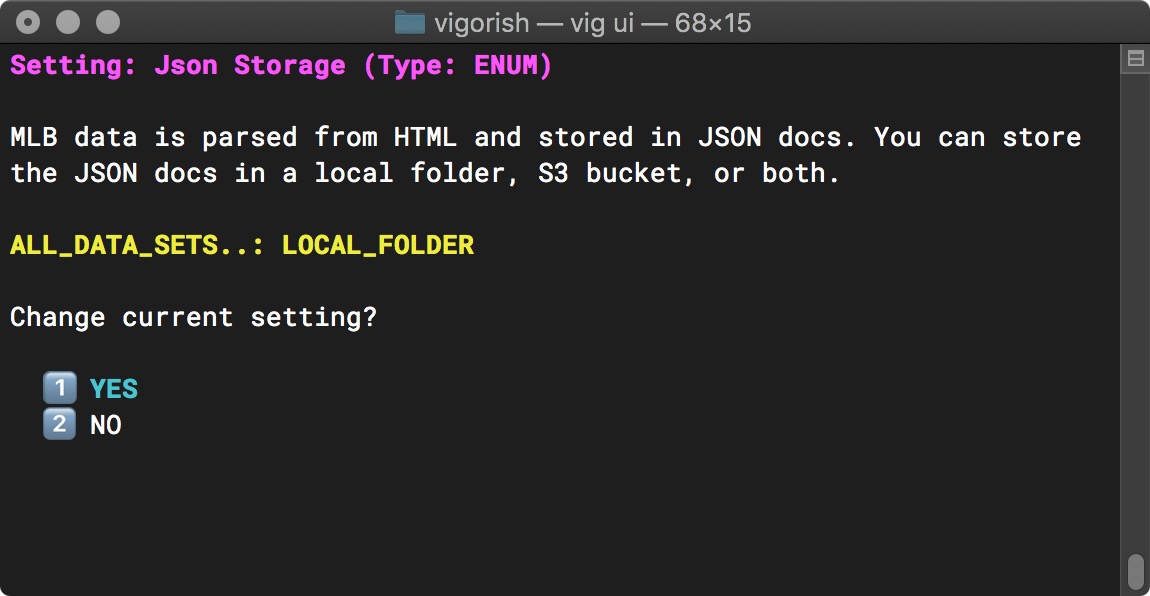 vigorish — vig ui — 68×15
Setting: Json Storage (Type: ENUM)
MLB data is parsed from HTML and stored in JSON docs. You can store
the JSON docs in a local folder, S3 bucket, or both.
ALL_DATA_SETS..: LOCAL_FOLDER
Change current setting?
1 YES
2 NO